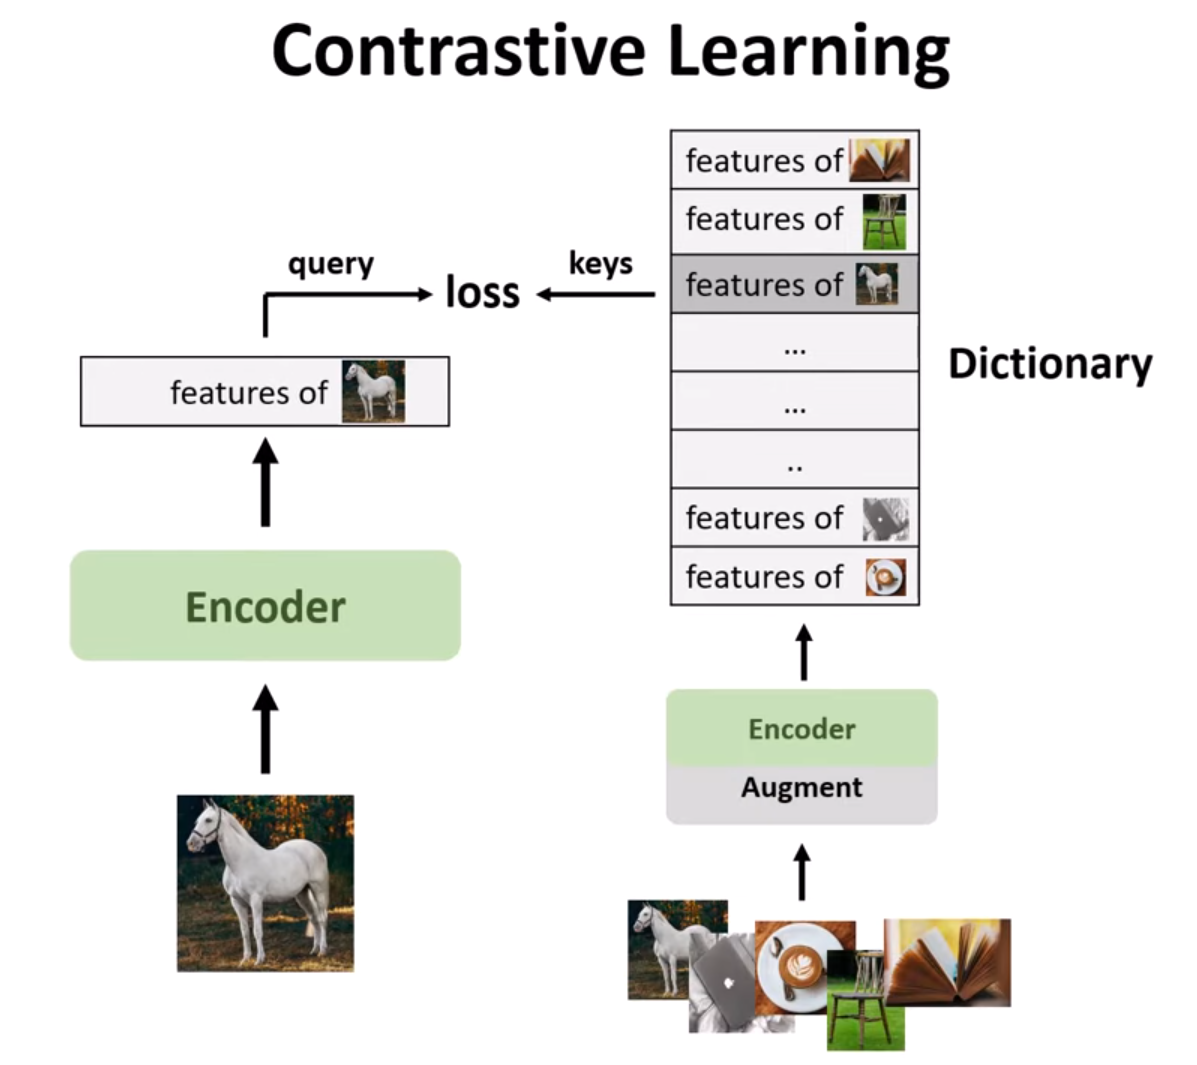 Contrastive Learning
features of
features of
query
loss
keys
features of
...
Dictionary
features of
...
..
features of
Encoder
features of
Encoder
Augment